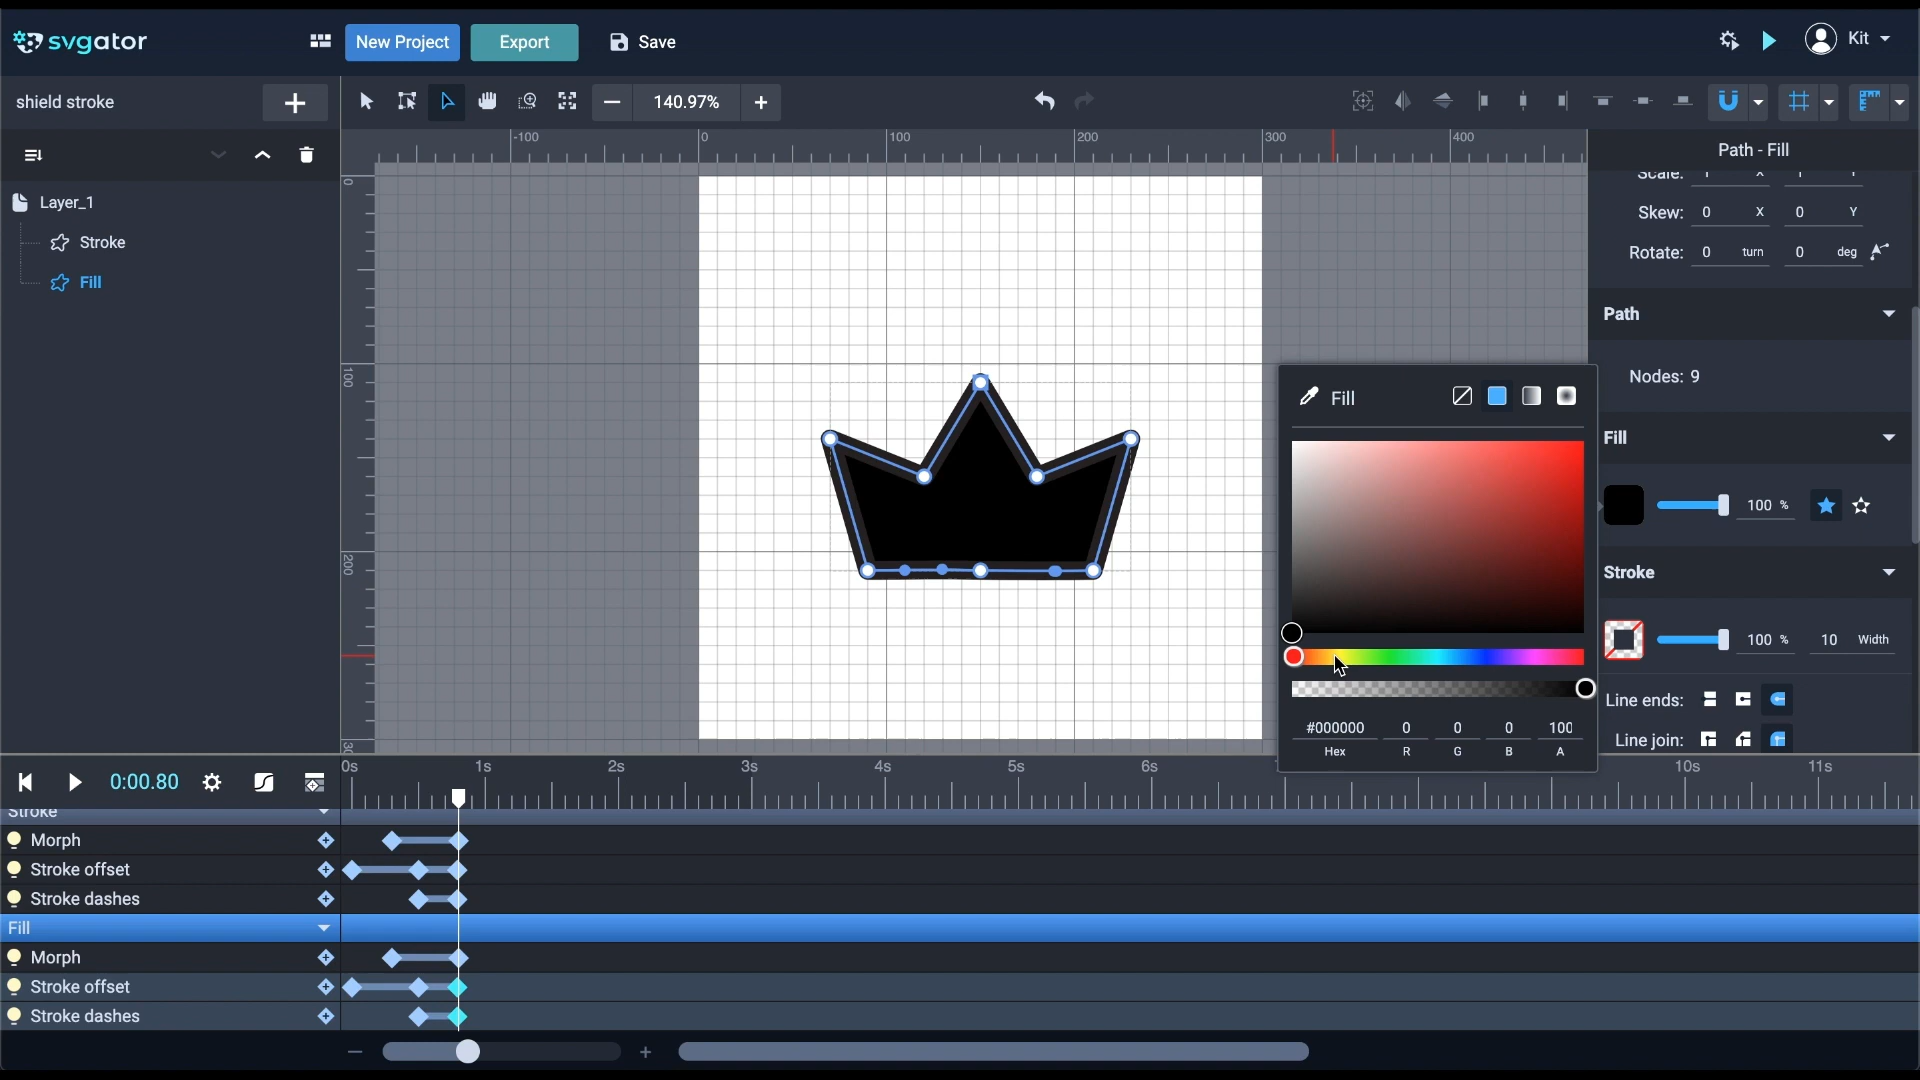 svgator
New Project
Export
Save
Kit
shield stroke
140.97%
-100
0
100
200
300
400
Path - Fill
Layer_1
Stroke
Fill
0
100
200
Scale:
Skew: 0 X 0 Y
Rotate: 0 turn 0 deg
Path
Nodes: 9
Fill
100 %
Stroke
100 % 10 Width
Line ends:
Line join:
Fill
#000000 0 0 0 100
Hex R G B A
0:00.80
0s 1s 2s 3s 4s 5s 6s 10s 11s
Stroke
Morph
Stroke offset
Stroke dashes
Fill
Morph
Stroke offset
Stroke dashes